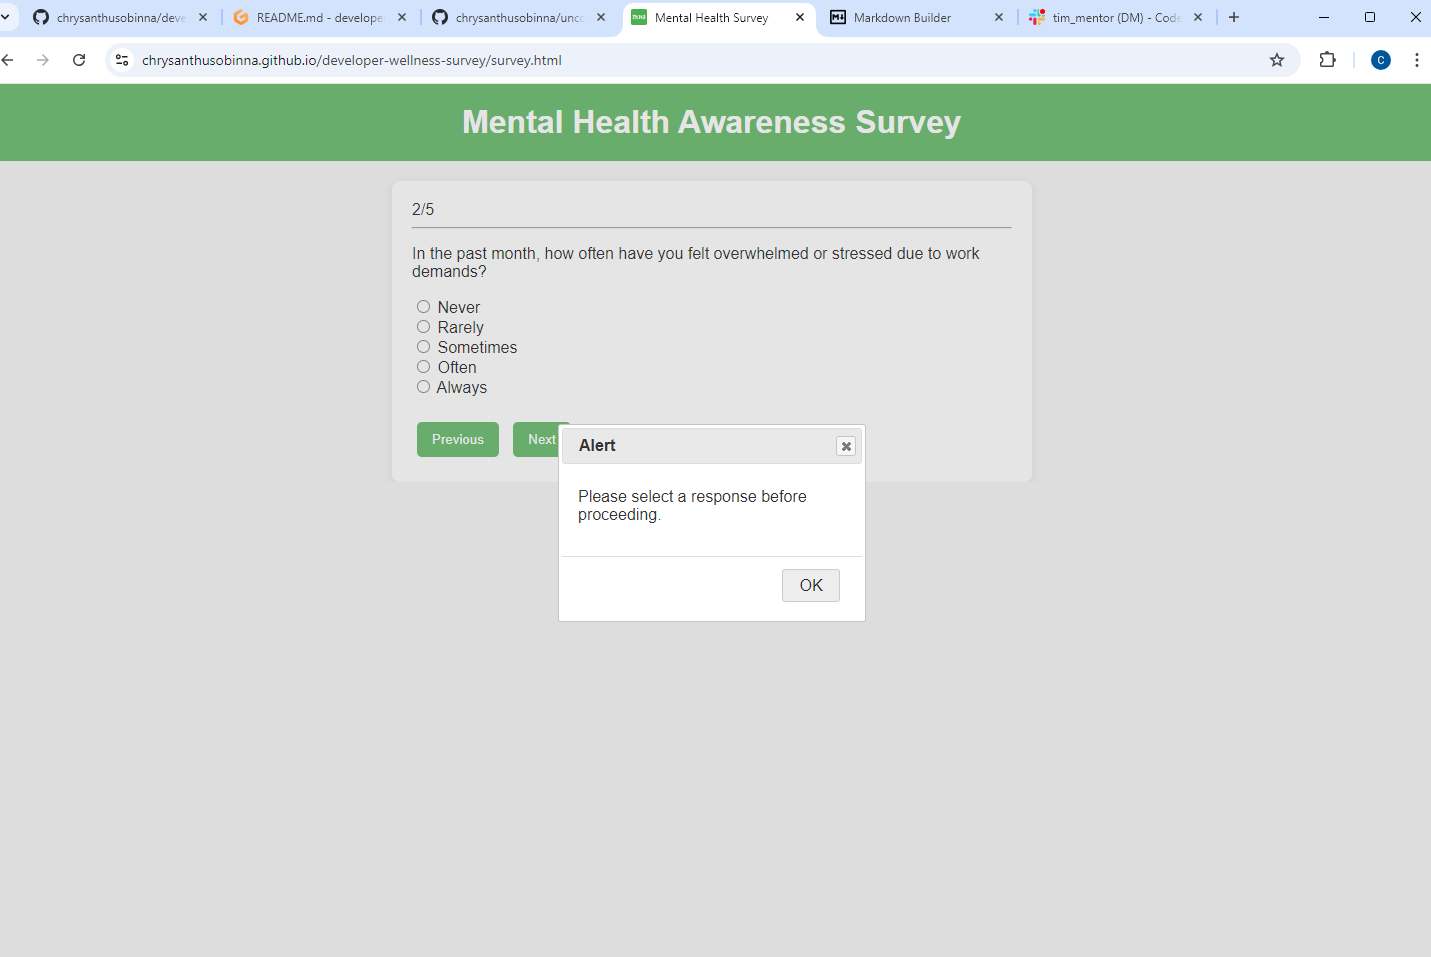 chrysanthusobinna/deve
README.md - develope
chrysanthusobinna/unc
Mental Health Survey
Markdown Builder
tim_mentor (DM) - Code
chrysanthusobinna.github.io/developer-wellness-survey/survey.html
C
Mental Health Awareness Survey
2/5
In the past month, how often have you felt overwhelmed or stressed due to work
demands?
Never
Rarely
Sometimes
Often
Always
Previous
Next
Alert
Please select a response before
proceeding.
OK